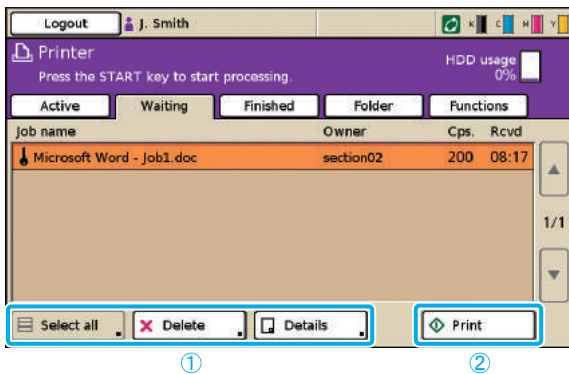 Logout J. Smith K C M Y
Printer HDD usage
Press the START key to start processing. 0%
Active Waiting Finished Folder Functions
Job name Owner Cps. Rcvd
Microsoft Word - Job1.doc section02 200 08:17
1/1
Select all Delete Details Print
① ②